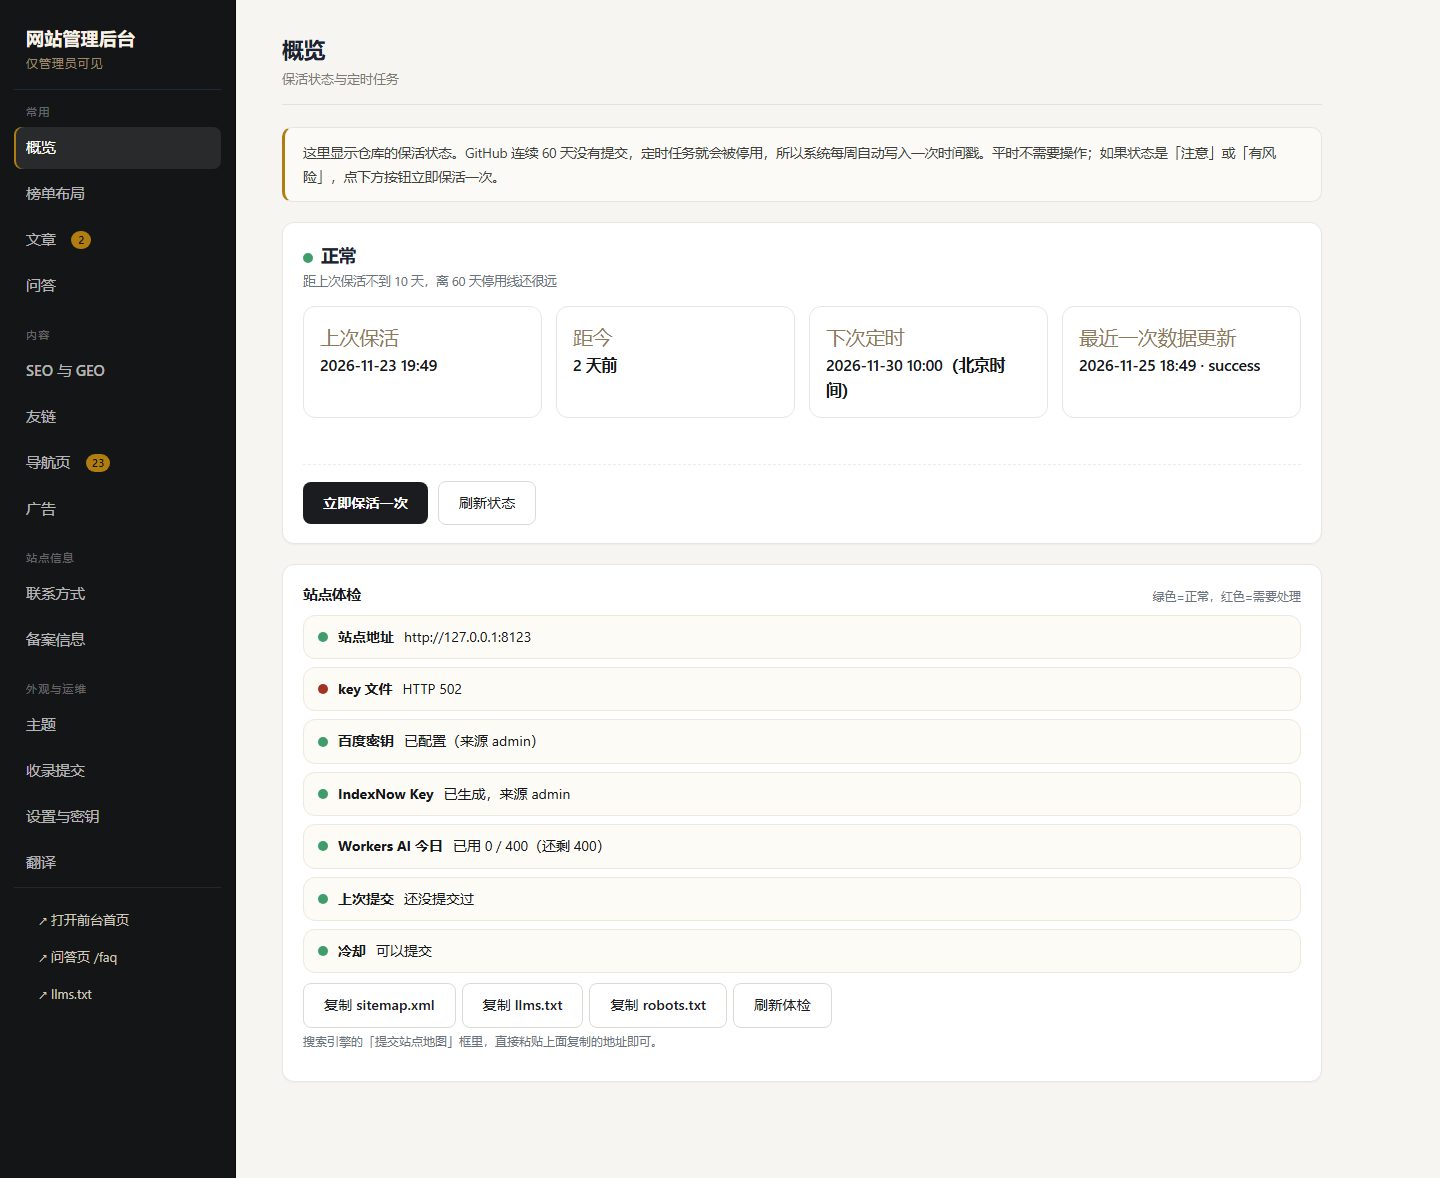 网站管理后台
仅管理员可见
常用
概览
榜单布局
文章 2
问答
内容
SEO 与 GEO
友链
导航页 23
广告
站点信息
联系方式
备案信息
外观与运维
主题
收录提交
设置与密钥
翻译
↗ 打开前台首页
↗ 问答页 /faq
↗ llms.txt
概览
保活状态与定时任务
这里显示仓库的保活状态。GitHub 连续 60 天没有提交，定时任务就会被停用，所以系统每周自动写入一次时间戳。平时不需要操作；如果状态是「注意」或「有风
险」，点下方按钮立即保活一次。
正常
距上次保活不到 10 天，离 60 天停用线还很远
上次保活
2026-11-23 19:49
距今
2 天前
下次定时
2026-11-30 10:00（北京时
间）
最近一次数据更新
2026-11-25 18:49 · success
立即保活一次
刷新状态
站点体检
绿色=正常，红色=需要处理
站点地址 http://127.0.0.1:8123
key 文件 HTTP 502
百度密钥 已配置（来源 admin）
IndexNow Key 已生成，来源 admin
Workers AI 今日 已用 0 / 400（还剩 400）
上次提交 还没提交过
冷却 可以提交
复制 sitemap.xml
复制 llms.txt
复制 robots.txt
刷新体检
搜索引擎的「提交站点地图」框里，直接粘贴上面复制的地址即可。